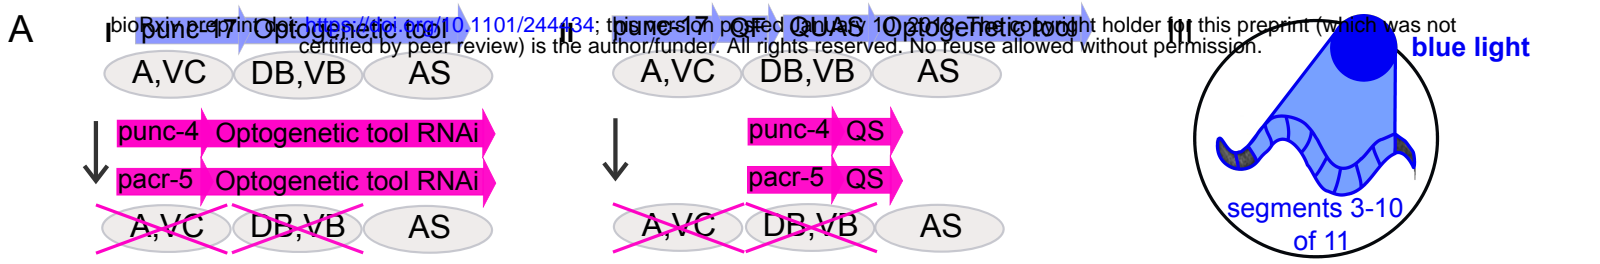 A
I
punc-17 Optogenetic tool
II
punc-17 QF QUAS Optogenetic tool
III
bioRxiv preprint doi: https://doi.org/10.1101/244434; this version posted January 10, 2018. The copyright holder for this preprint (which was not
certified by peer review) is the author/funder. All rights reserved. No reuse allowed without permission.
blue light
A,VC DB,VB AS
A,VC DB,VB AS
punc-4 Optogenetic tool RNAi
pacr-5 Optogenetic tool RNAi
A,VC DB,VB AS
punc-4 QS
pacr-5 QS
A,VC DB,VB AS
segments 3-10
of 11